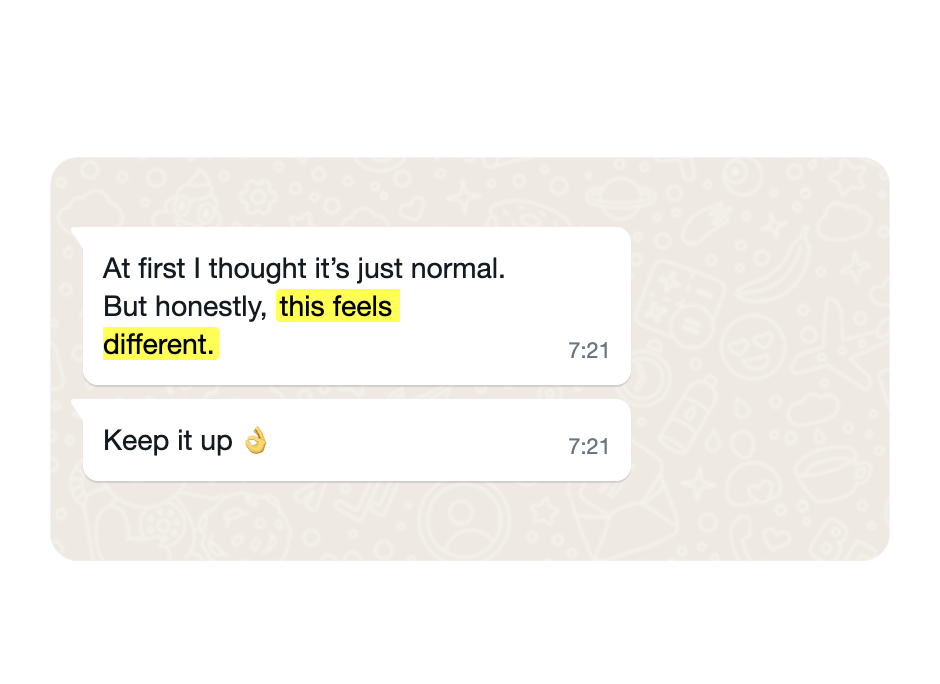 At first I thought it’s just normal.
But honestly, this feels
different.
7:21
Keep it up 👌
7:21